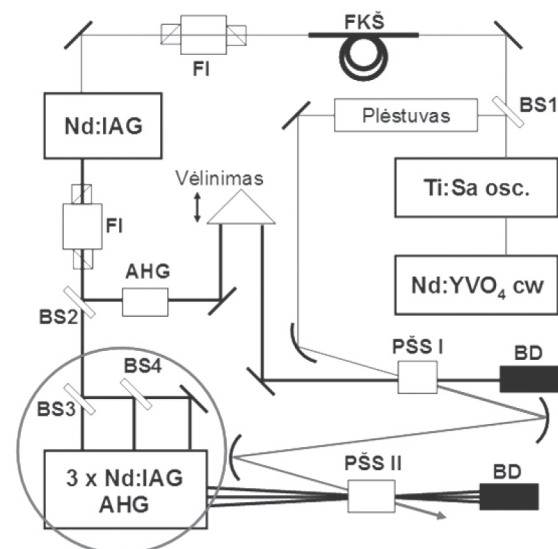 FKŠ
FI
BS1
Nd:IAG
Plėstuvas
Vėlinimas
Ti:Sa osc.
FI
AHG
Nd:YVO4 cw
BS2
PŠS I
BD
BS4
BS3
3 x Nd:IAG
AHG
PŠS II
BD